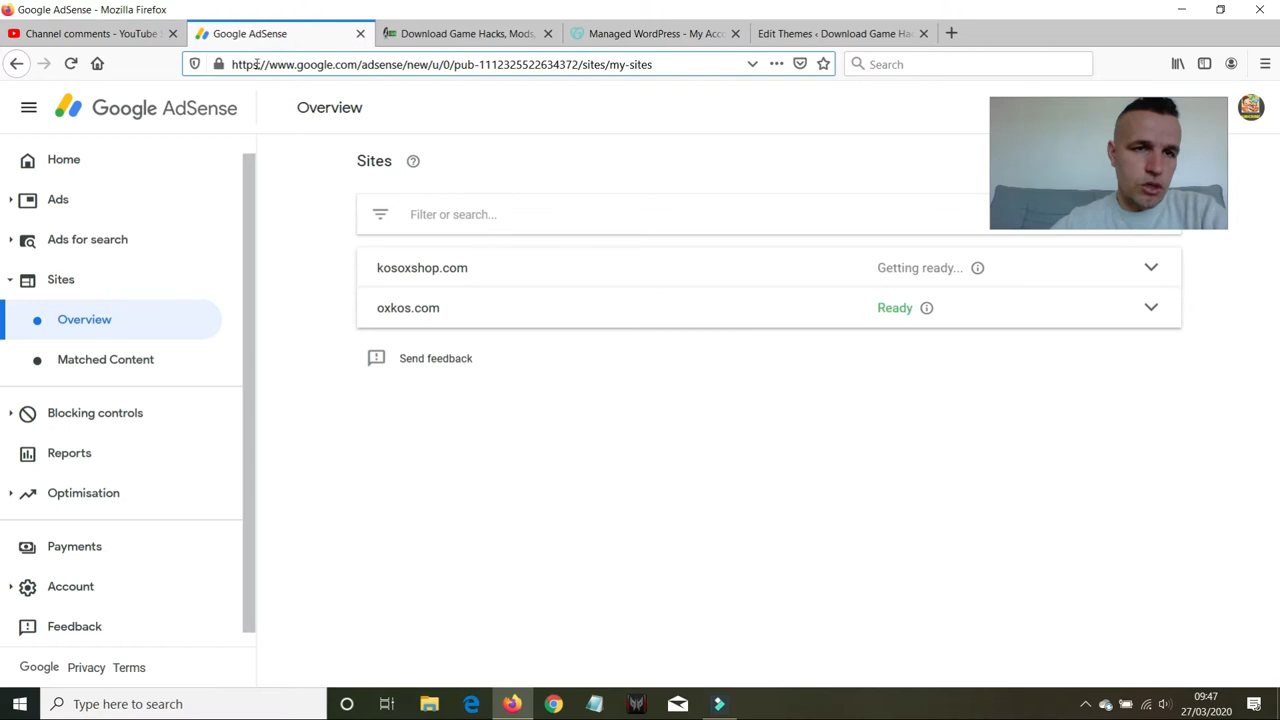 Google AdSense - Mozilla Firefox
Channel comments - YouTube S
Google AdSense
Download Game Hacks, Mods,
Managed WordPress - My Acc
Edit Themes ‹ Download Game Ha
https://www.google.com/adsense/new/u/0/pub-1112325522634372/sites/my-sites
Search
Google AdSense
Overview
Home
Ads
Ads for search
Sites
Overview
Matched Content
Blocking controls
Reports
Optimisation
Payments
Account
Feedback
Google Privacy Terms
Sites
Filter or search...
kosoxshop.com Getting ready...
oxkos.com Ready
Send feedback
Type here to search
09:47
27/03/2020